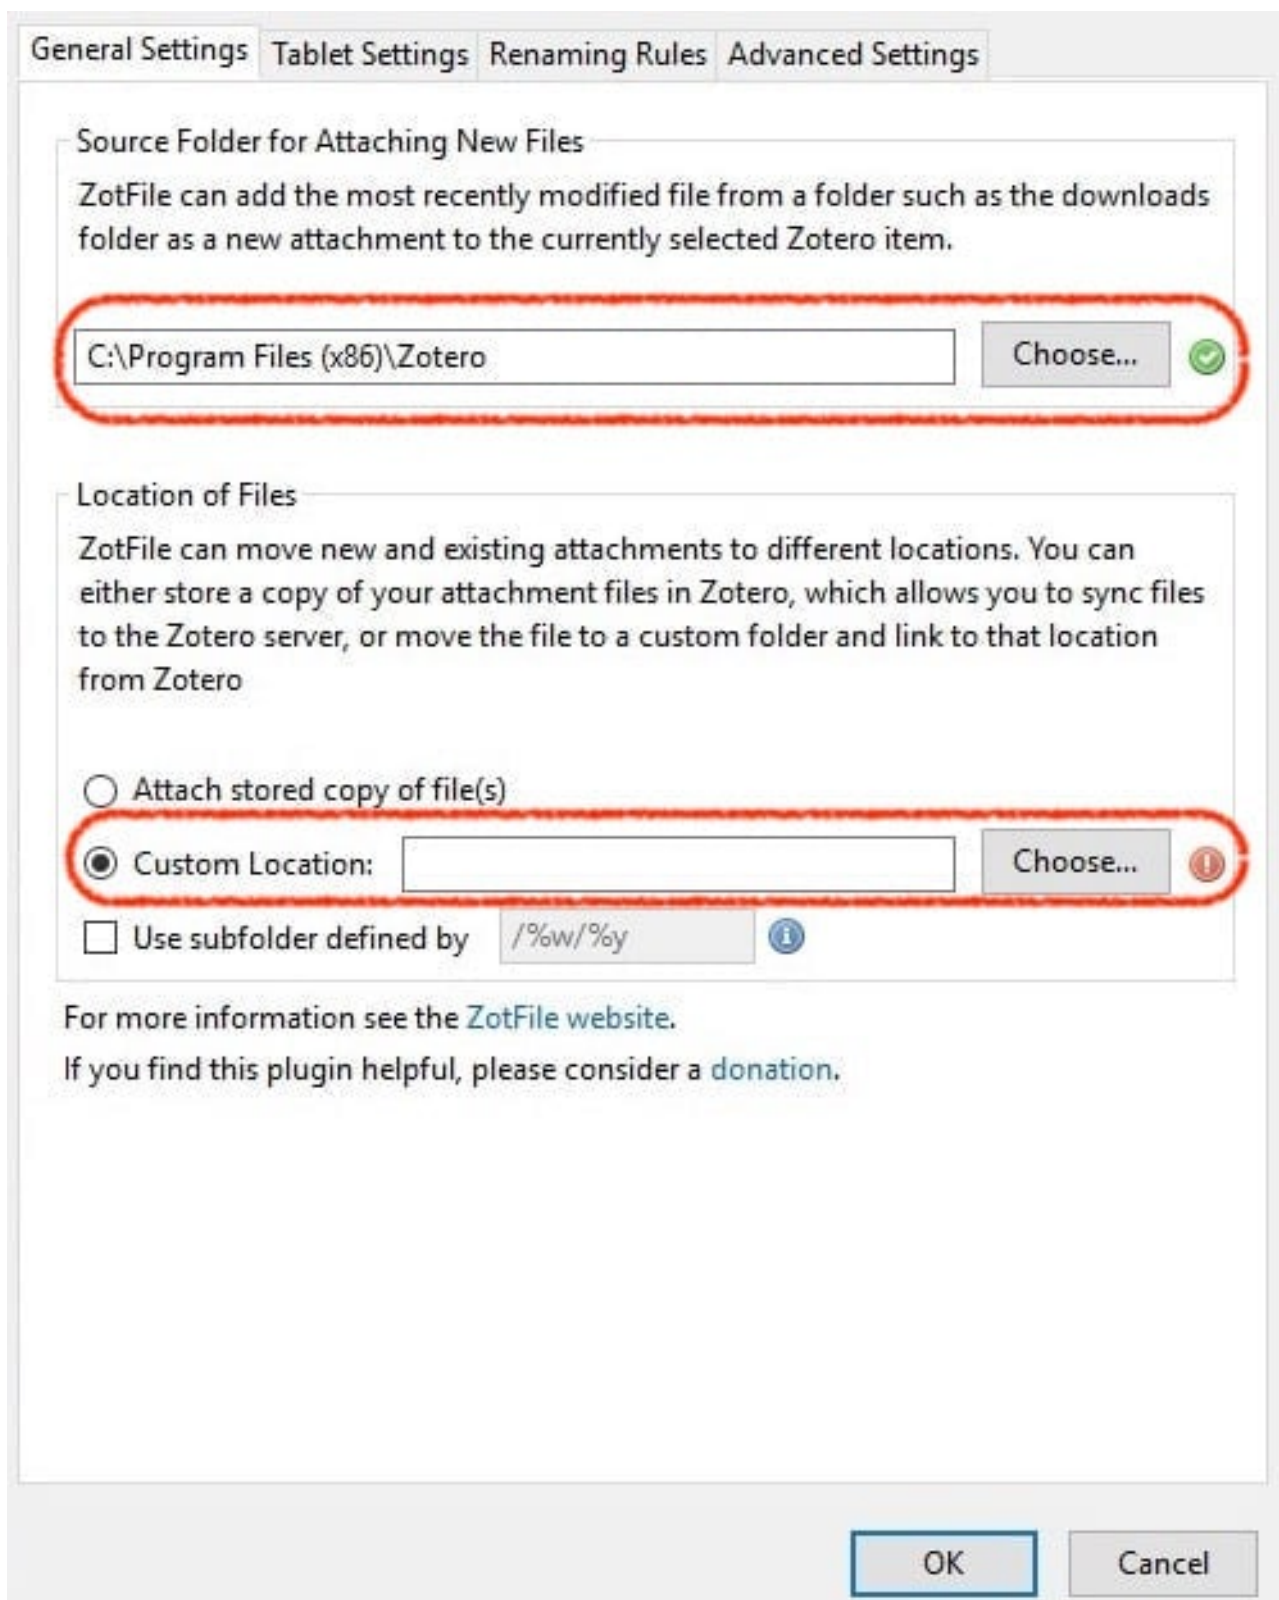 General Settings Tablet Settings Renaming Rules Advanced Settings
Source Folder for Attaching New Files
ZotFile can add the most recently modified file from a folder such as the downloads
folder as a new attachment to the currently selected Zotero item.
C:\Program Files (x86)\Zotero Choose...
Location of Files
ZotFile can move new and existing attachments to different locations. You can
either store a copy of your attachment files in Zotero, which allows you to sync files
to the Zotero server, or move the file to a custom folder and link to that location
from Zotero
Attach stored copy of file(s)
Custom Location: Choose...
Use subfolder defined by /%w/%y
For more information see the ZotFile website.
If you find this plugin helpful, please consider a donation.
OK Cancel